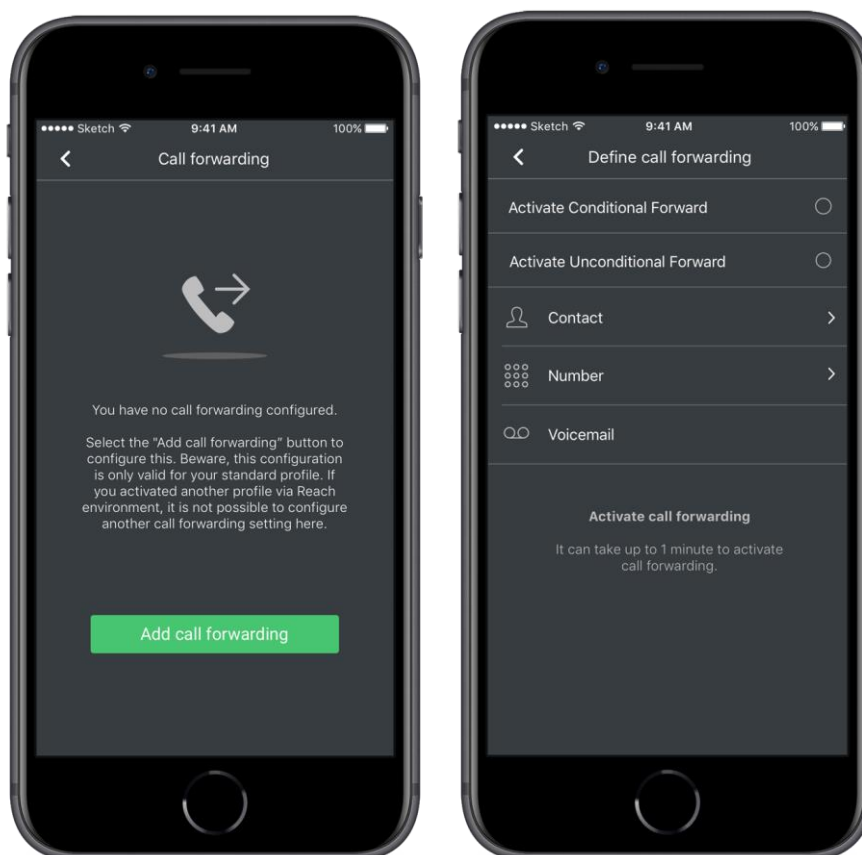 Sketch 9:41 AM 100%
Call forwarding
You have no call forwarding configured.
Select the "Add call forwarding" button to
configure this. Beware, this configuration
is only valid for your standard profile. If
you activated another profile via Reach
environment, it is not possible to configure
another call forwarding setting here.
Add call forwarding
Sketch 9:41 AM 100%
Define call forwarding
Activate Conditional Forward
Activate Unconditional Forward
Contact
Number
Voicemail
Activate call forwarding
It can take up to 1 minute to activate
call forwarding.